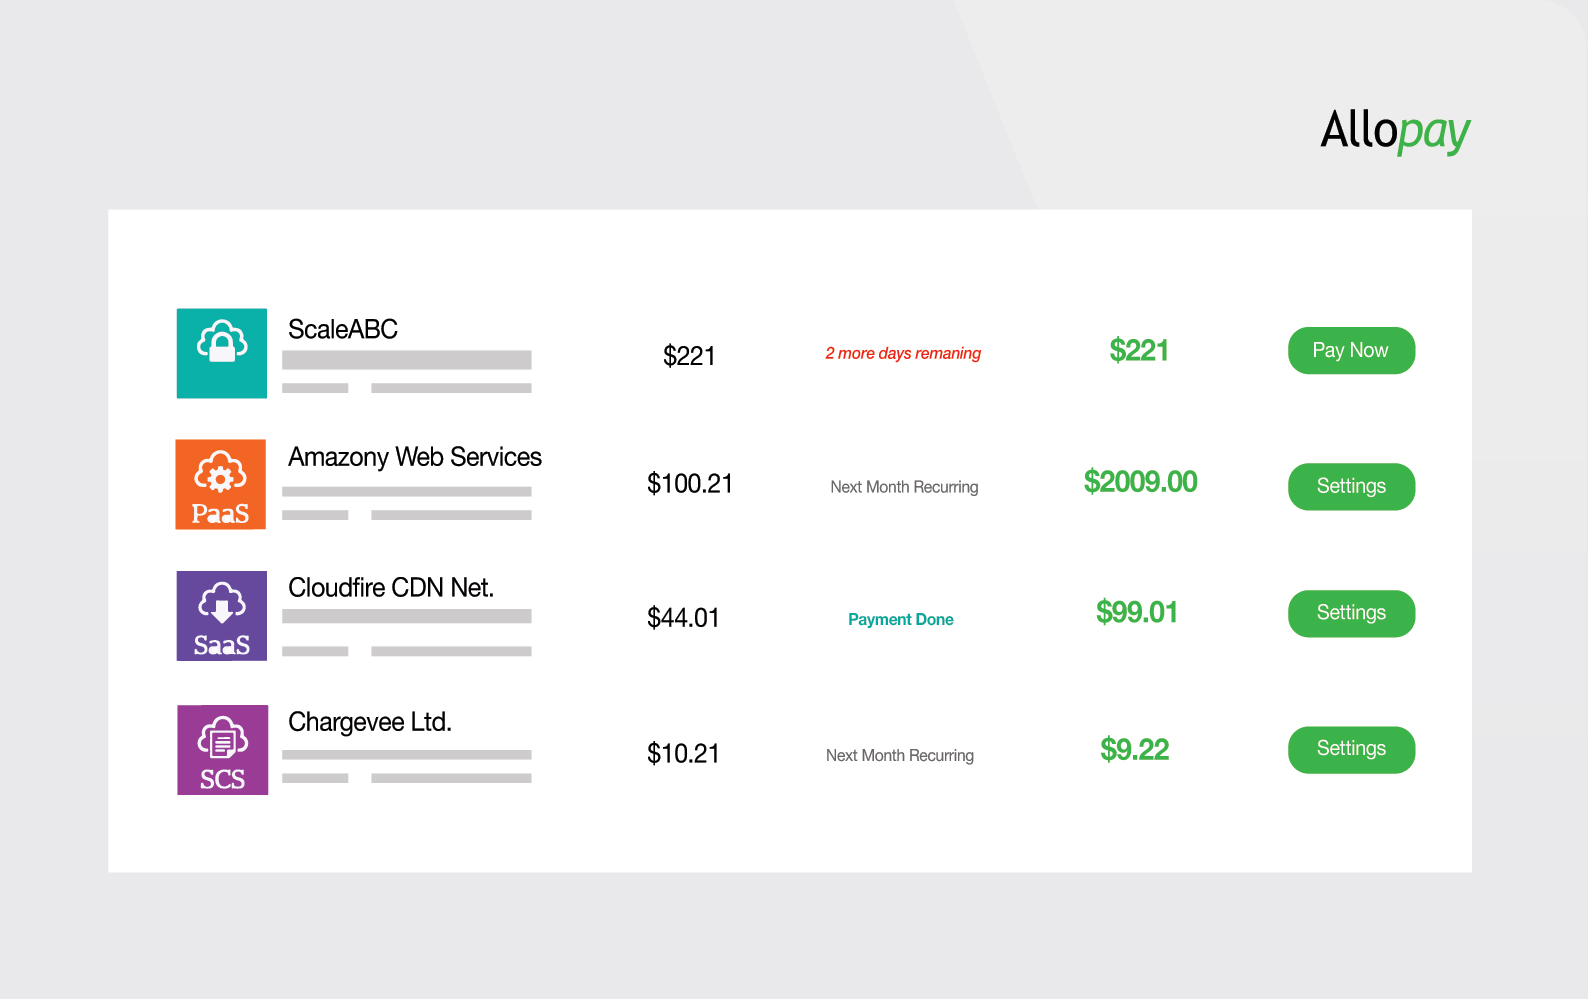 Allopay
ScaleABC
$221
2 more days remaning
$221
Pay Now
Amazony Web Services
PaaS
$100.21
Next Month Recurring
$2009.00
Settings
Cloudfire CDN Net.
SaaS
$44.01
Payment Done
$99.01
Settings
Chargevee Ltd.
SCS
$10.21
Next Month Recurring
$9.22
Settings